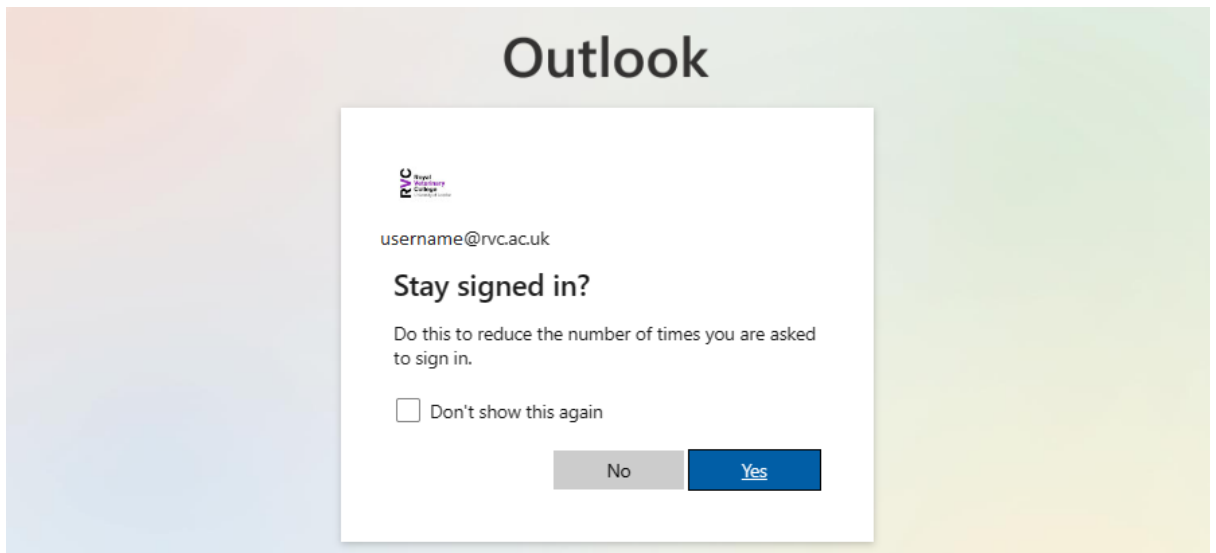 Outlook
RVC
Royal
Veterinary
College
username@rvc.ac.uk
Stay signed in?
Do this to reduce the number of times you are asked
to sign in.
Don't show this again
No
Yes